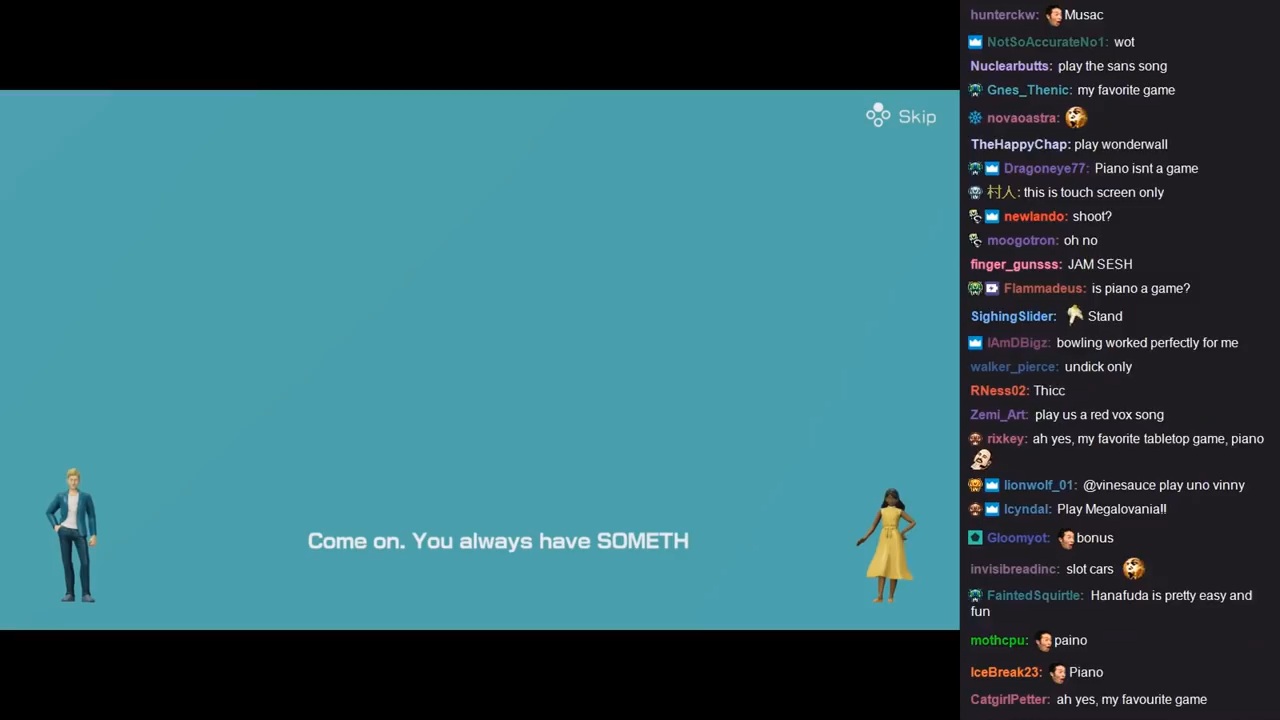 Skip
Come on. You always have SOMETH
hunterckw: Musac
NotSoAccurateNo1: wot
Nuclearbutts: play the sans song
Gnes_Thenic: my favorite game
novaoastra:
TheHappyChap: play wonderwall
Dragoneye77: Piano isnt a game
村人: this is touch screen only
newlando: shoot?
moogotron: oh no
finger_gunsss: JAM SESH
Flammadeus: is piano a game?
SighingSlider: Stand
IAmDBigz: bowling worked perfectly for me
walker_pierce: undick only
RNess02: Thicc
Zemi_Art: play us a red vox song
rixkey: ah yes, my favorite tabletop game, piano
lionwolf_01: @vinesauce play uno vinny
Icyndal: Play Megalovania!!
Gloomyot: bonus
invisibreadinc: slot cars
FaintedSquirtle: Hanafuda is pretty easy and
fun
mothcpu: paino
IceBreak23: Piano
CatgirlPetter: ah yes, my favourite game